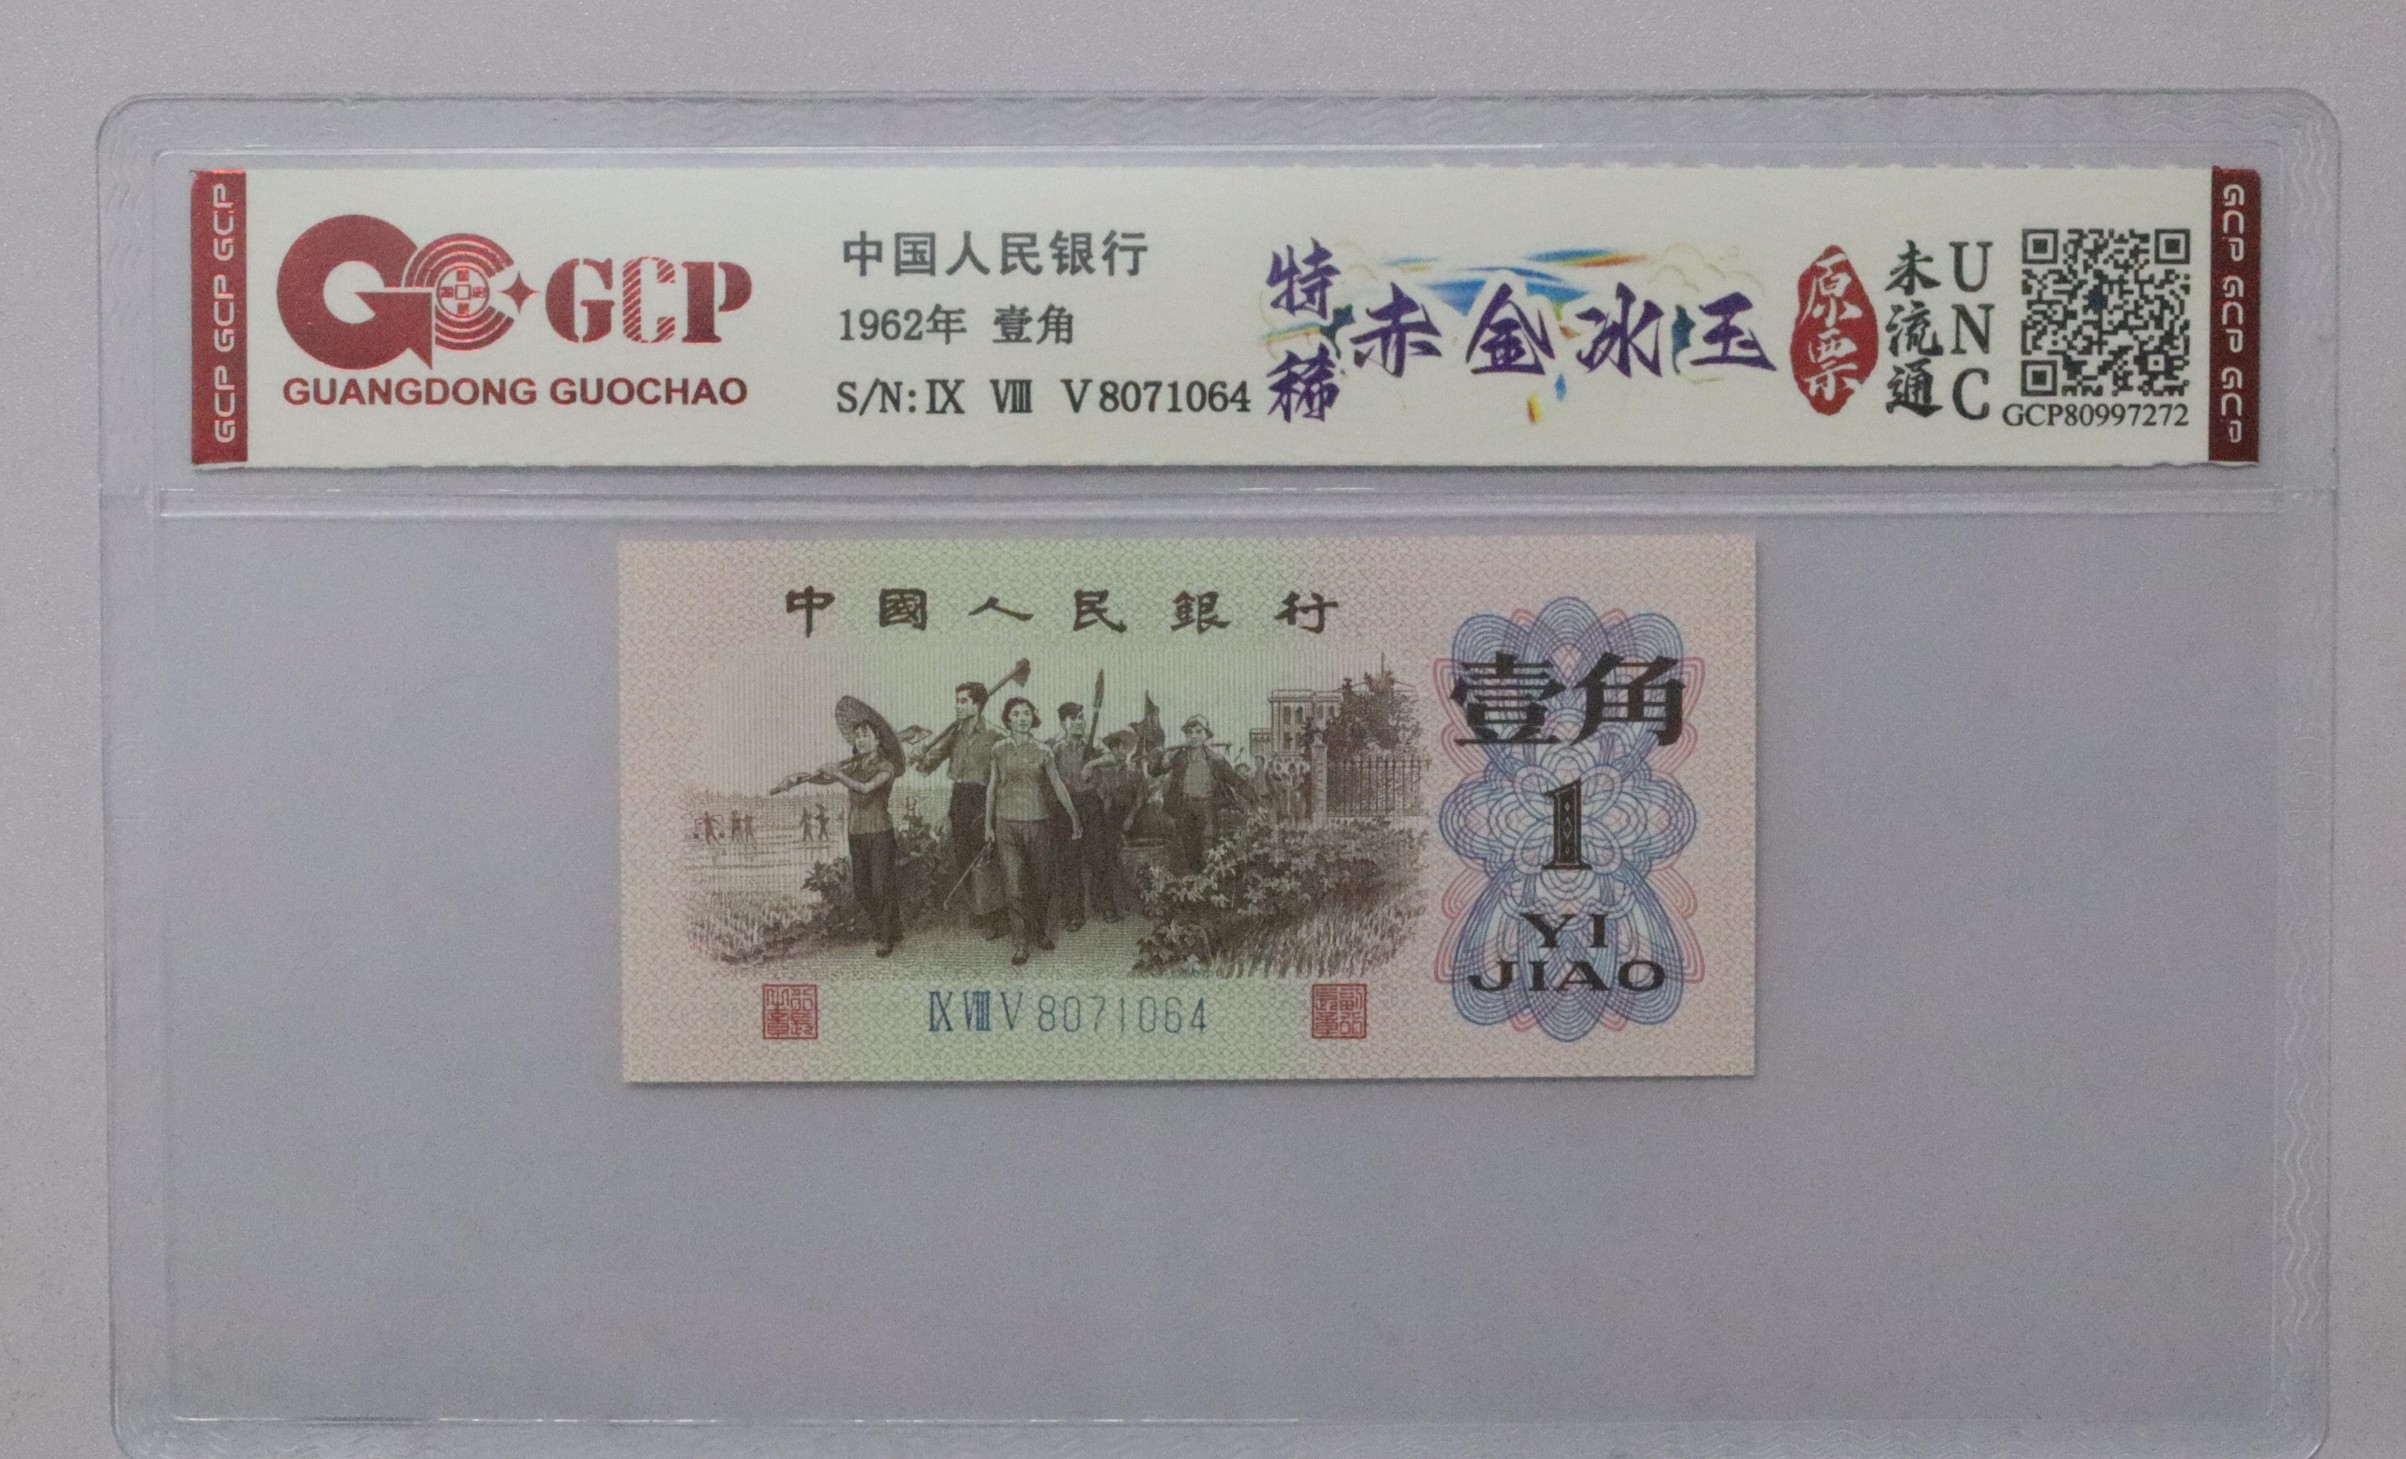 GCP GCP GCP
GCP
GUANGDONG GUOCHAO
中国人民银行
1962年 壹角
S/N: IX VIII V 8071064
特稀
赤金冰玉
原票
未流通
UNC
GCP80997272
GCP GCP GCP
中國人民銀行
壹角
1
YI
JIAO
IX VIII V 8071064